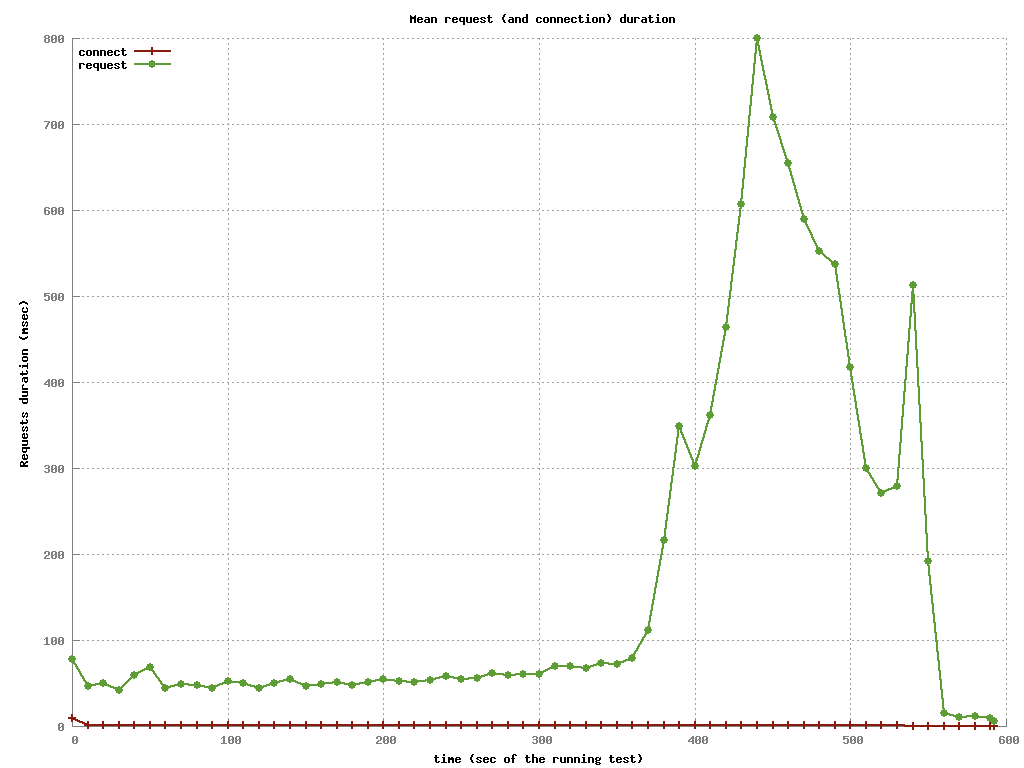 Mean request (and connection) duration
800
connect
request
700
600
500
400
300
200
100
0
Requests duration (msec)
0 100 200 300 400 500 600
time (sec of the running test)